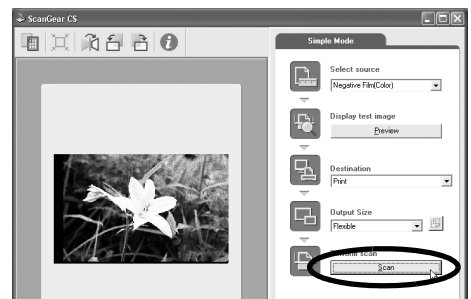 ScanGear CS
Simple Mode
Select source
Negative Film(Color)
Display test image
Preview
Destination
Print
Output Size
Flexible
scan
Scan